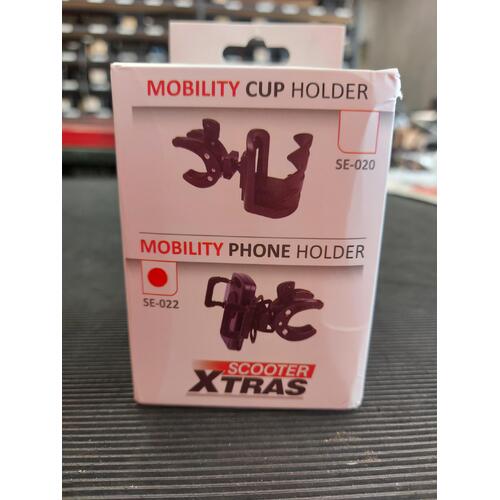 MOBILITY CUP HOLDER
SE-020
MOBILITY PHONE HOLDER
SE-022
SCOOTER
XTRAS